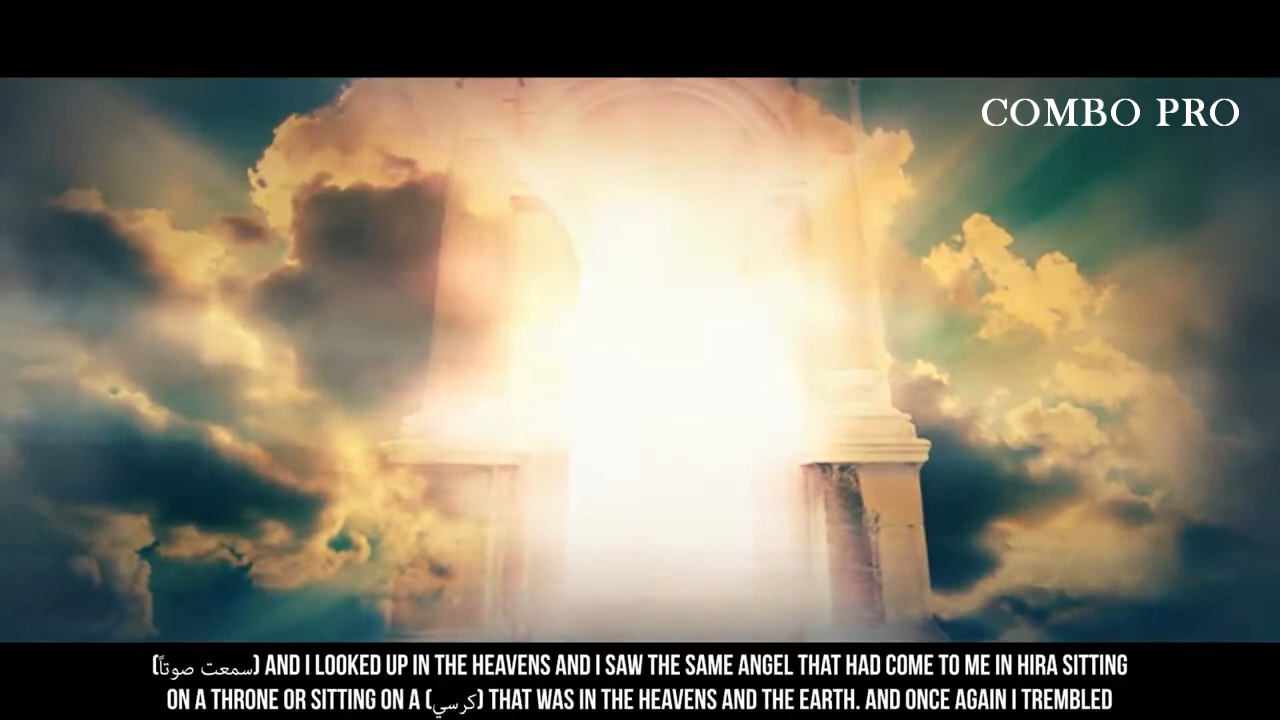 COMBO PRO
(سمعت صوتاً) AND I LOOKED UP IN THE HEAVENS AND I SAW THE SAME ANGEL THAT HAD COME TO ME IN HIRA SITTING
ON A THRONE OR SITTING ON A (كرسي) THAT WAS IN THE HEAVENS AND THE EARTH. AND ONCE AGAIN I TREMBLED